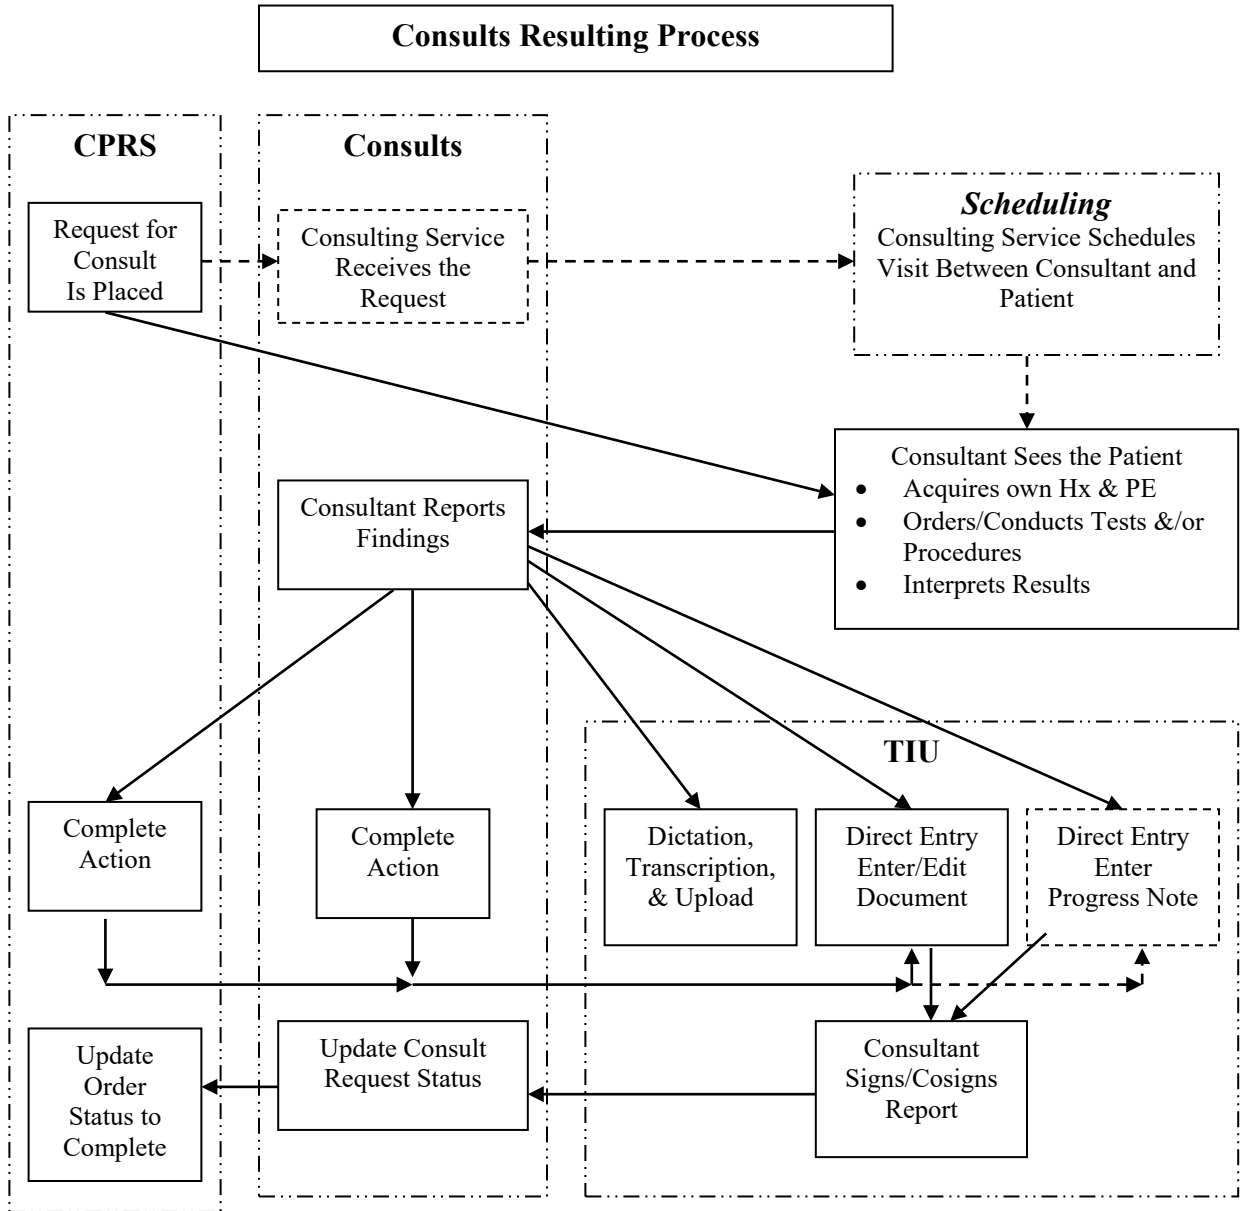 Consults Resulting Process
CPRS
Consults
Request for
Consult
Is Placed
Consulting Service
Receives the
Request
Scheduling
Consulting Service Schedules
Visit Between Consultant and
Patient
Consultant Sees the Patient
• Acquires own Hx & PE
• Orders/Conducts Tests &/or
Procedures
• Interprets Results
Consultant Reports
Findings
TIU
Complete
Action
Complete
Action
Dictation,
Transcription,
& Upload
Direct Entry
Enter/Edit
Document
Direct Entry
Enter
Progress Note
Update
Order
Status to
Complete
Update Consult
Request Status
Consultant
Signs/Cosigns
Report